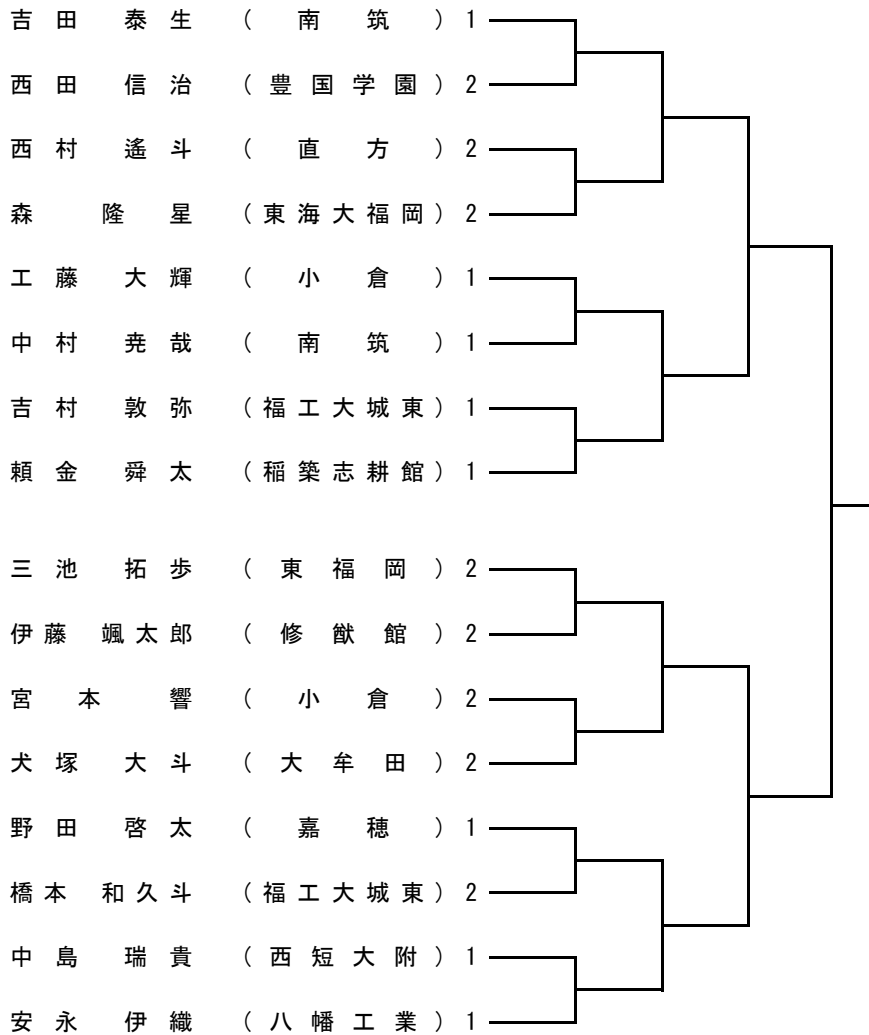 吉田 泰生 (南筑) 1
西田 信治 (豊国学園) 2
西村 遙斗 (直方) 2
森 隆星 (東海大福岡) 2
工藤 大輝 (小倉) 1
中村 尭哉 (南筑) 1
吉村 敦弥 (福工大城東) 1
頼金 舜太 (稲築志耕館) 1
三池 拓歩 (東福岡) 2
伊藤 颯太郎 (修猷館) 2
宮本 響 (小倉) 2
犬塚 大斗 (大牟田) 2
野田 啓太 (嘉穂) 1
橋本 和久斗 (福工大城東) 2
中島 瑞貴 (西短大附) 1
安永 伊織 (八幡工業) 1